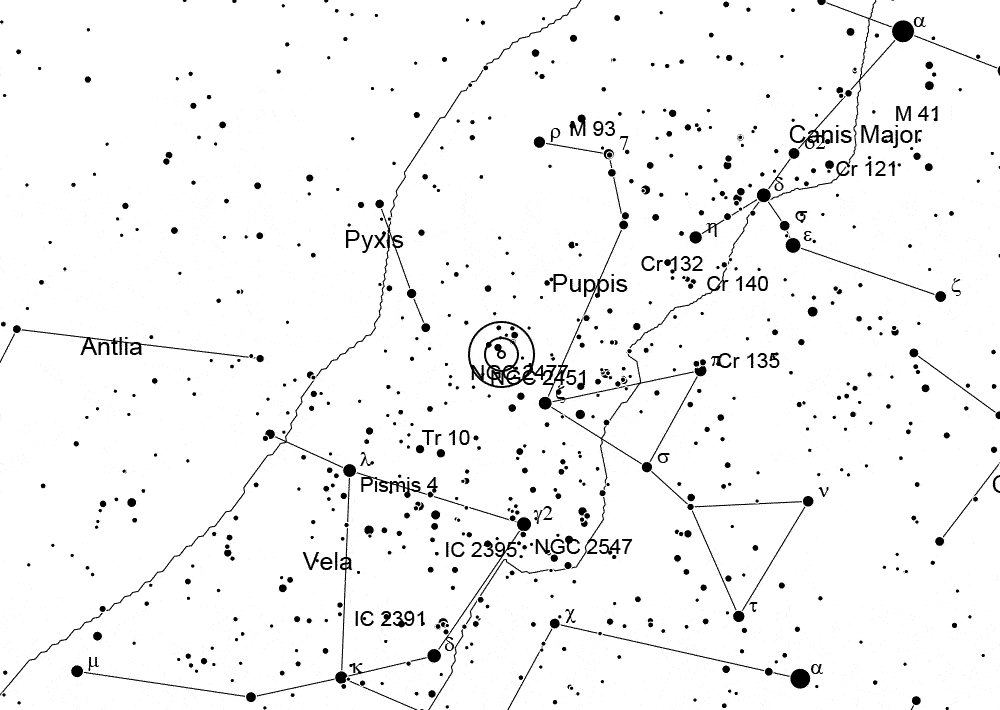 α
M 41
ρ M 93
7
Canis Major
ο2
Cr 121
δ
σ
η
ε
Pyxis
Cr 132
Puppis
Cr 140
ζ
Antlia
π
Cr 135
NGC 2477
NGC 2451
ζ
Tr 10
λ
σ
Pismis 4
ν
γ2
IC 2395
NGC 2547
Vela
τ
IC 2391
χ
δ
μ
κ
α